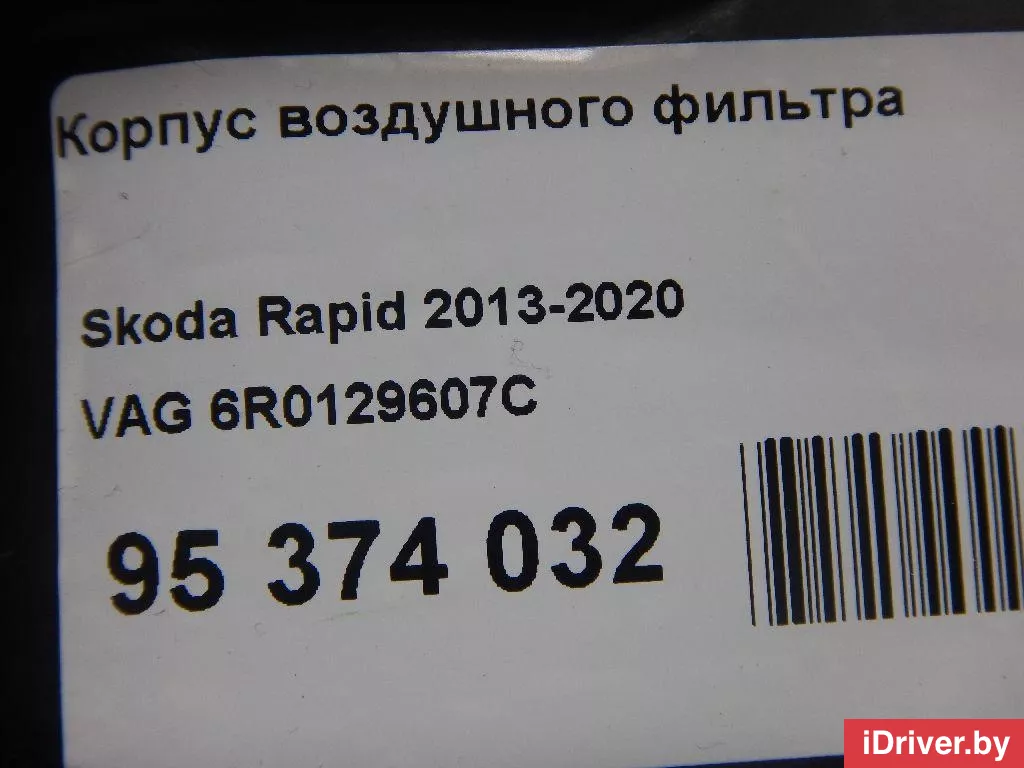 Корпус воздушного фильтра
Skoda Rapid 2013-2020
VAG 6R0129607C
95 374 032
iDriver.by